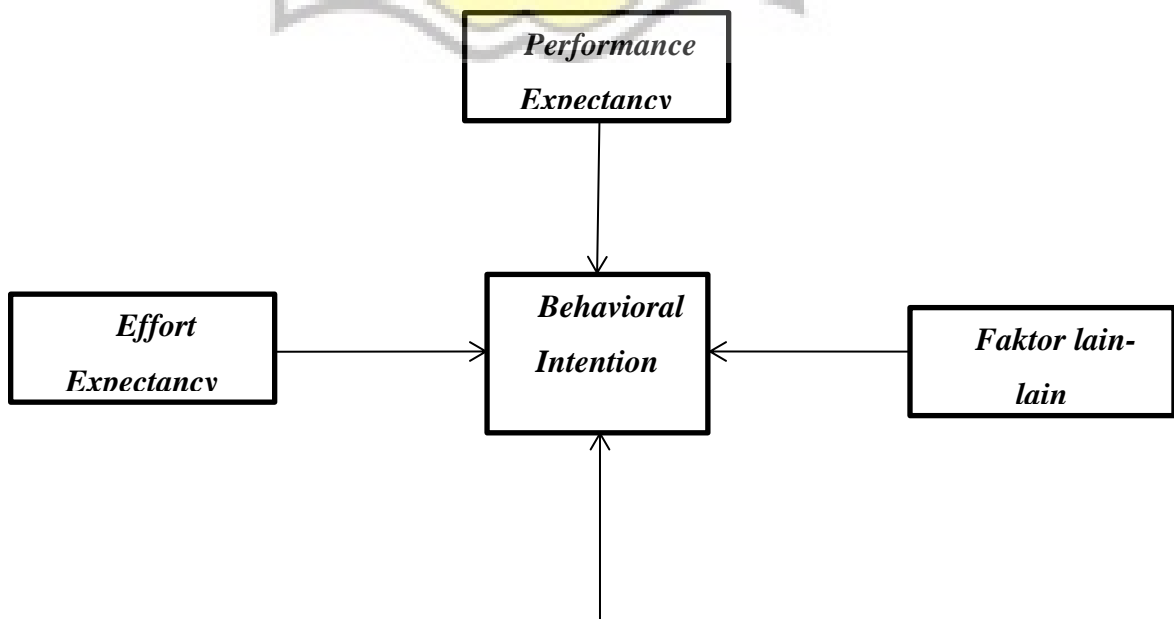 Performance
Expectancy
Effort
Expectancy
Behavioral
Intention
Faktor lain-
lain